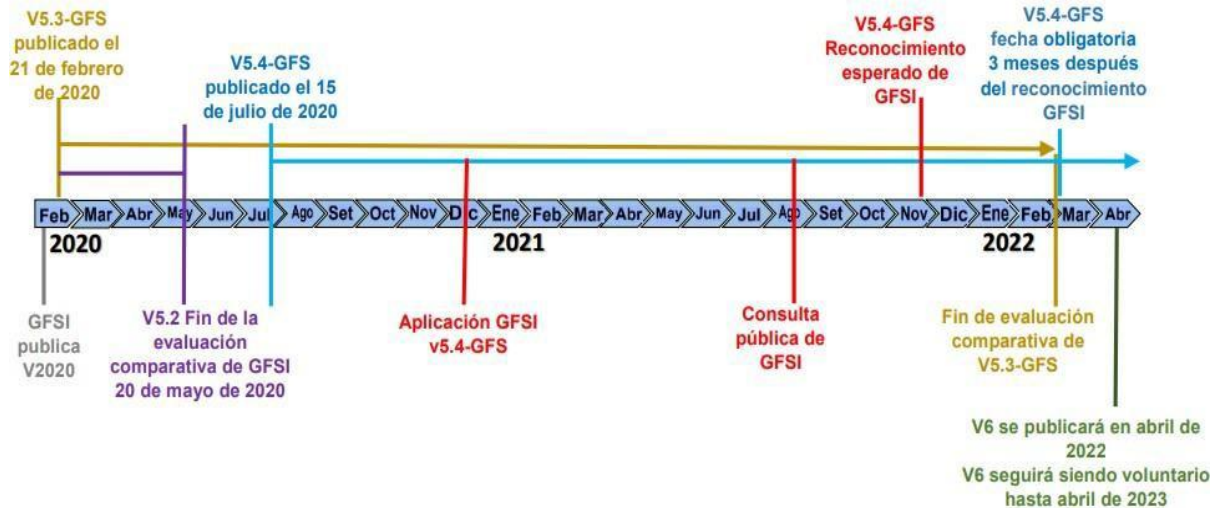 V5.3-GFS
publicado el
21 de febrero
de 2020
V5.4-GFS
publicado el 15
de julio de 2020
V5.4-GFS
Reconocimiento
esperado de
GFSI
V5.4-GFS
fecha obligatoria
3 meses después
del reconocimiento
GFSI
Feb Mar Abr May Jun Jul Ago Set Oct Nov Dic Ene Feb Mar Abr May Jun Jul Ago Set Oct Nov Dic Ene Feb Mar Abr
2020 2021 2022
GFSI
publica
V2020
V5.2 Fin de la
evaluación
comparativa de GFSI
20 de mayo de 2020
Aplicación GFSI
v5.4-GFS
Consulta
pública de
GFSI
Fin de evaluación
comparativa de
V5.3-GFS
V6 se publicará en abril de
2022
V6 seguirá siendo voluntario
hasta abril de 2023